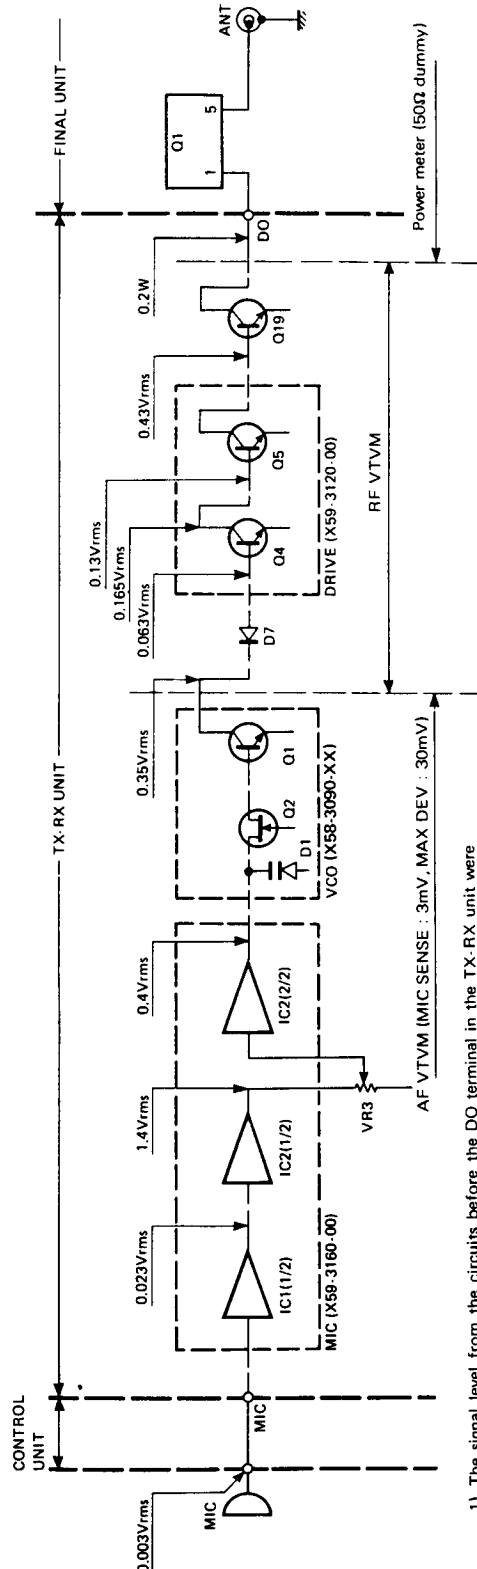 CONTROL
UNIT
TX-RX UNIT
FINAL UNIT
0.003Vrms
0.023Vrms
1.4Vrms
0.4Vrms
0.35Vrms
0.063Vrms
0.165Vrms
0.13Vrms
0.43Vrms
0.2W
MIC
MIC
IC1(1/2)
IC2(1/2)
IC2(2/2)
MIC (X59-3160-00)
VR3
D1
Q2
Q1
VCO (X58-3090-XX)
D7
Q4
Q5
DRIVE (X59-3120-00)
Q19
DO
Q1
1
5
ANT
AF VTVM (MIC SENSE : 3mV, MAX DEV : 30mV)
RF VTVM
Power meter (50Ω dummy)
1) The signal level from the circuits before the DO terminal in the TX-RX unit were